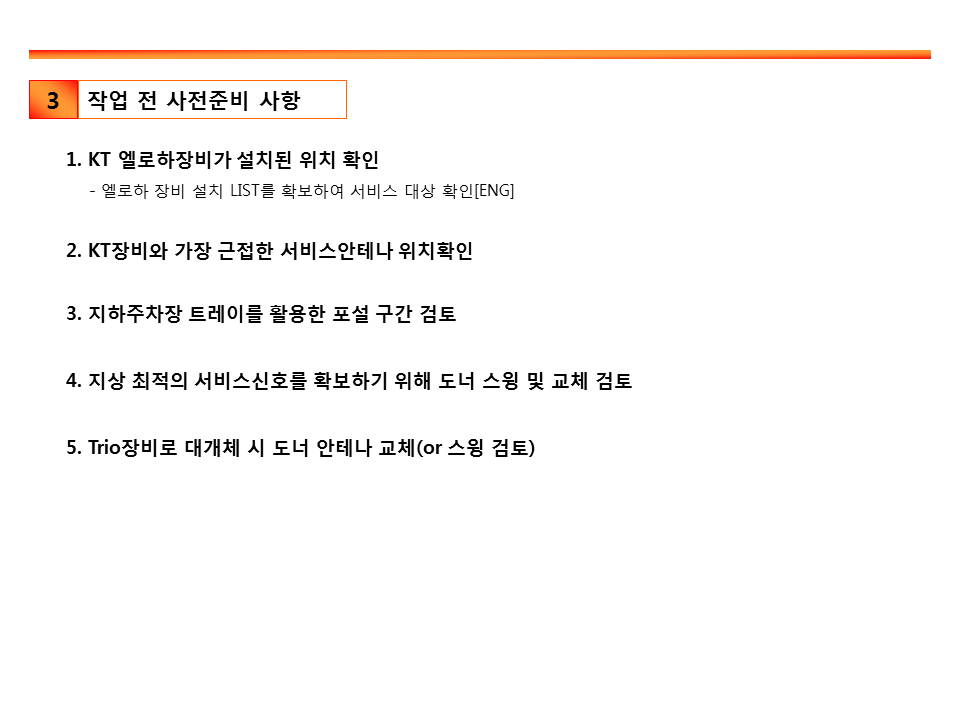 3 작업 전 사전준비 사항
1. KT 엘로하장비가 설치된 위치 확인
- 엘로하 장비 설치 LIST를 확보하여 서비스 대상 확인[ENG]
2. KT장비와 가장 근접한 서비스안테나 위치확인
3. 지하주차장 트레이를 활용한 포설 구간 검토
4. 지상 최적의 서비스신호를 확보하기 위해 도너 스윙 및 교체 검토
5. Trio장비로 대개체 시 도너 안테나 교체(or 스윙 검토)